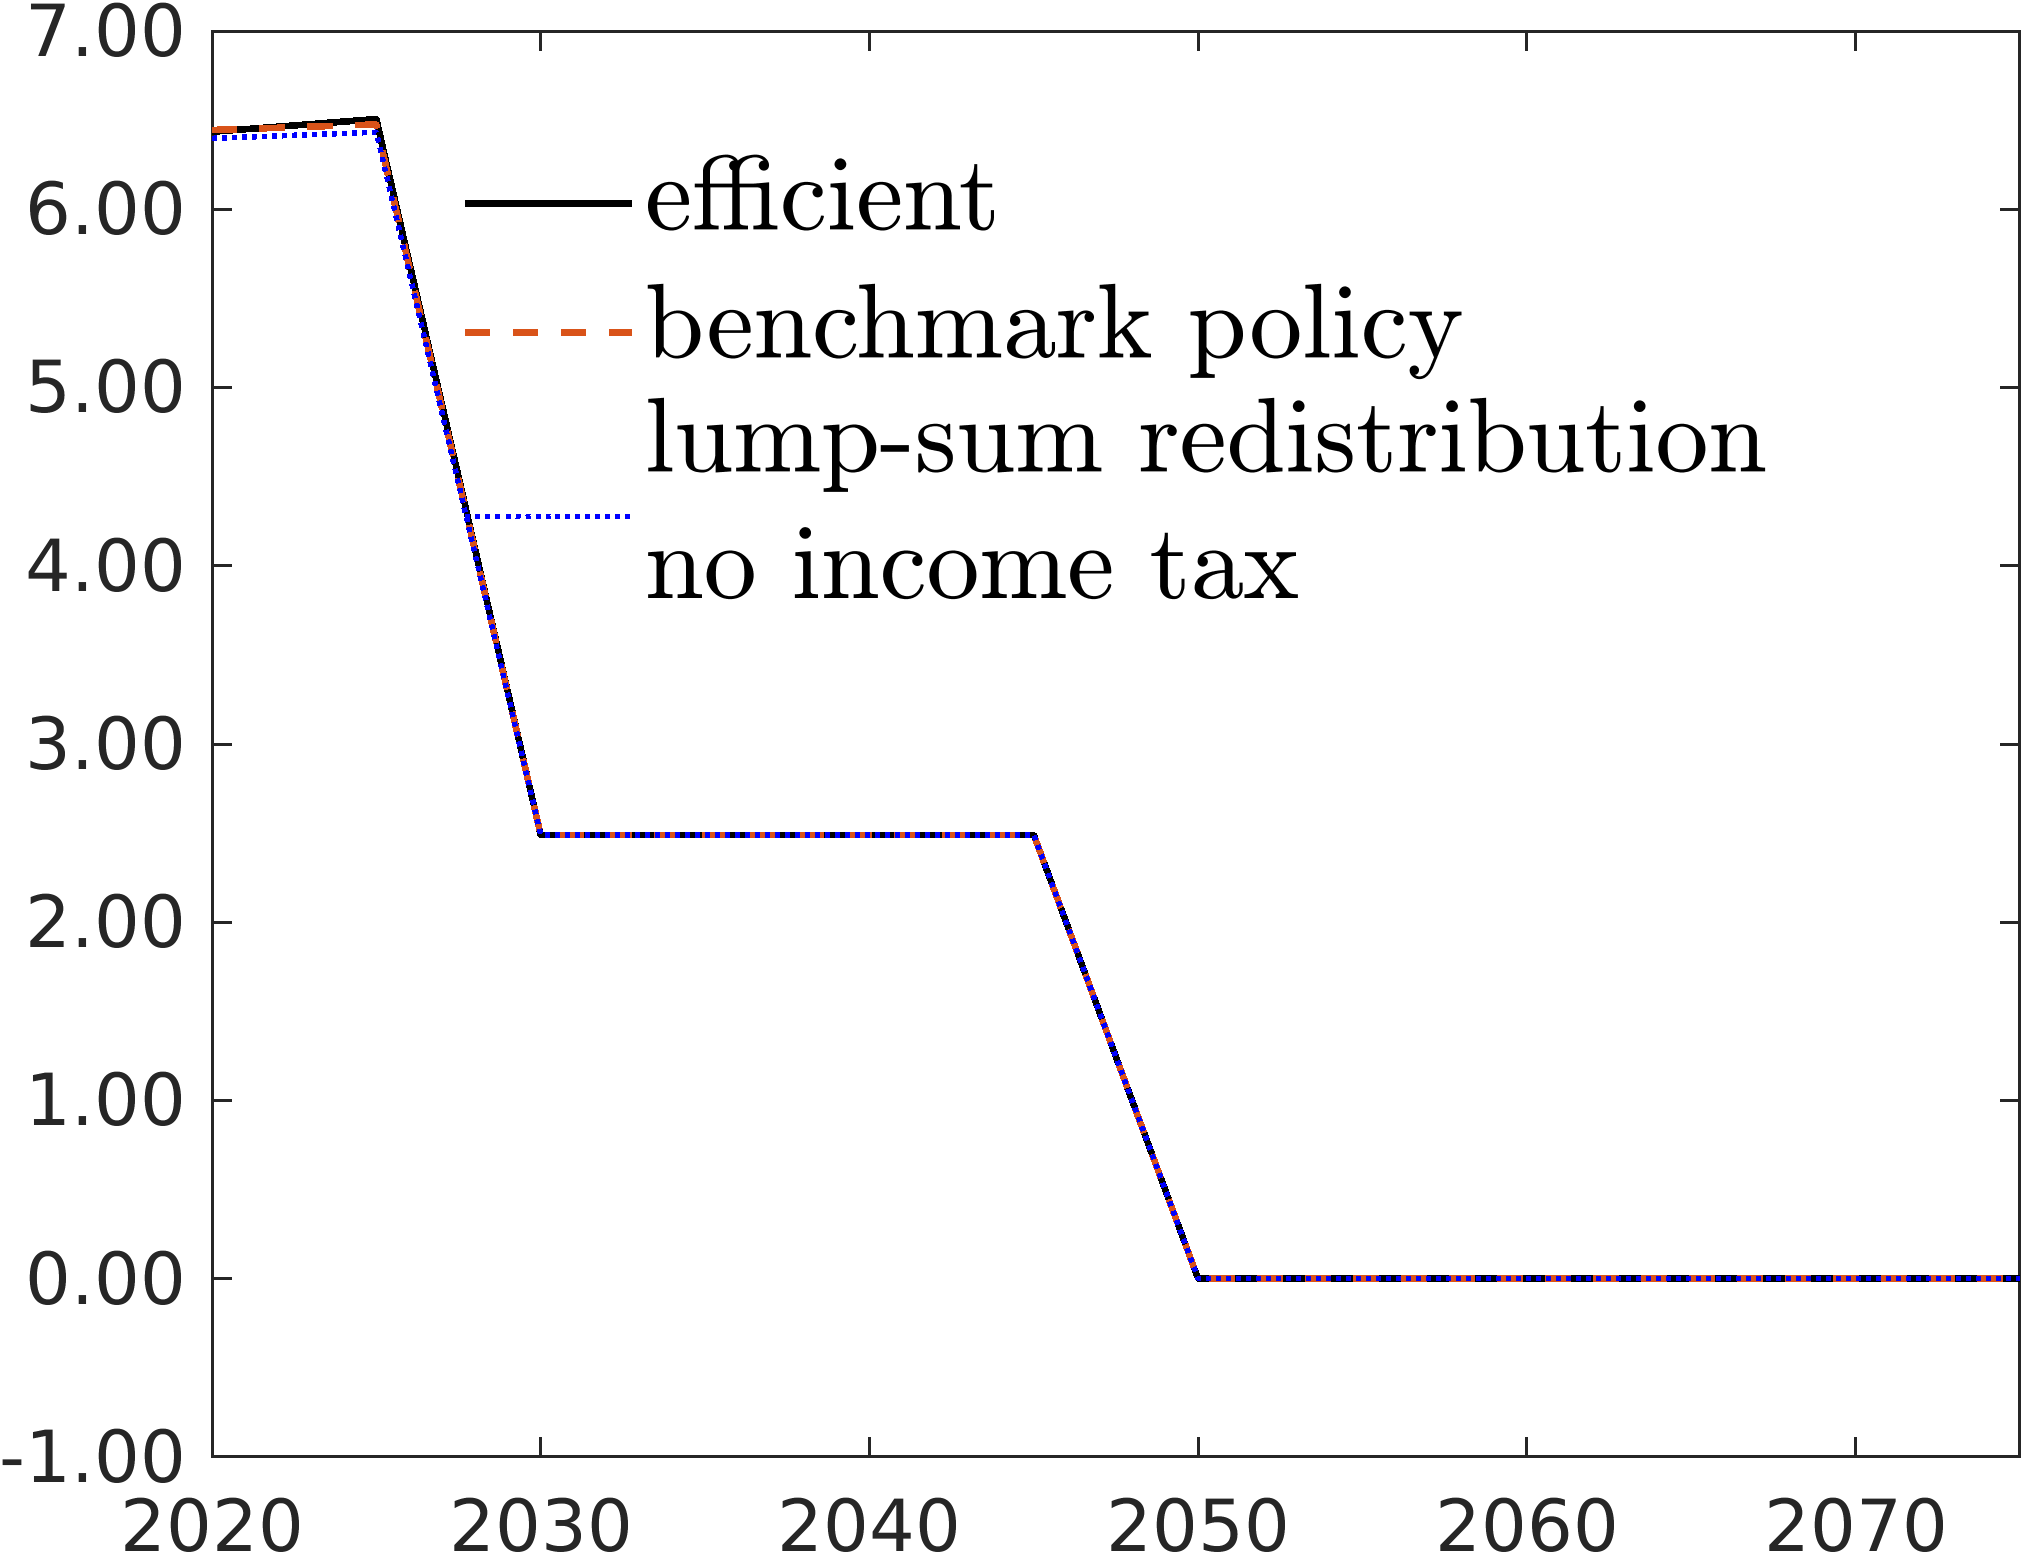 7.00
6.00
5.00
4.00
3.00
2.00
1.00
0.00
-1.00
efficient
benchmark policy
lump-sum redistribution
no income tax
2020 2030 2040 2050 2060 2070